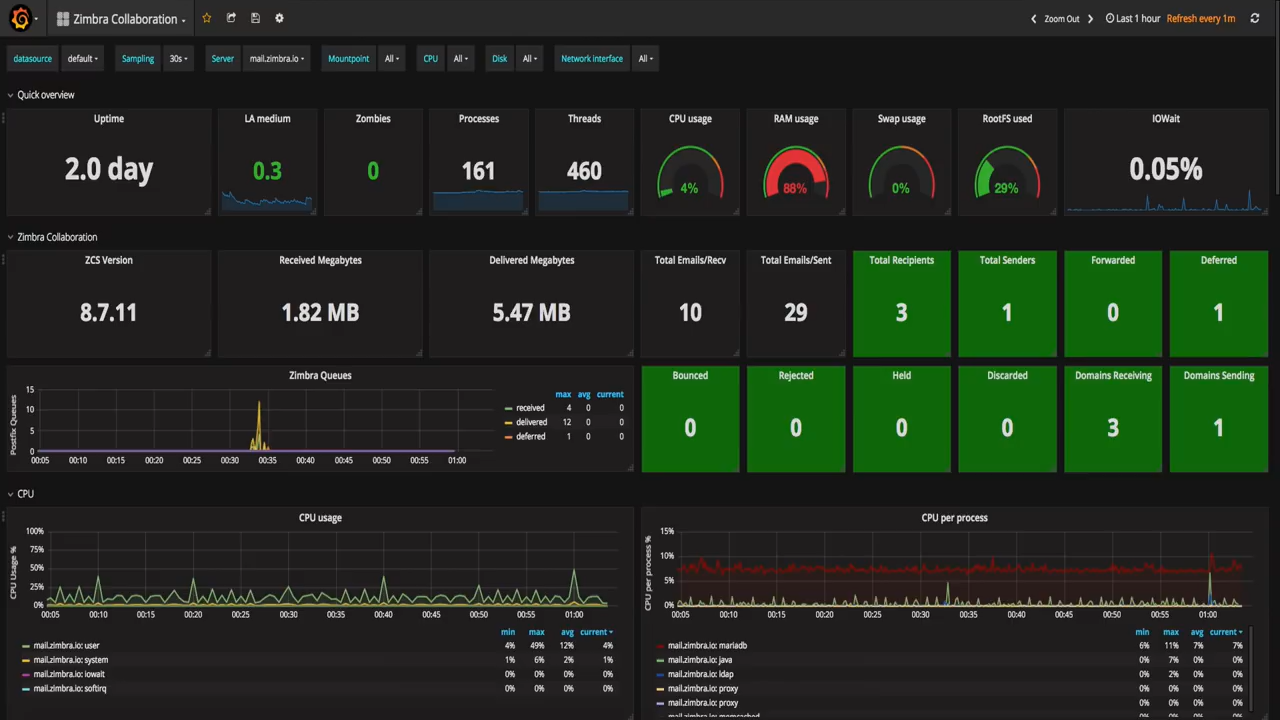 Zimbra Collaboration
Zoom Out Last 1 hour Refresh every 1m
datasource default Sampling 30s Server mail.zimbra.io Mountpoint All CPU All Disk All Network interface All
Quick overview
Uptime LA medium Zombies Processes Threads CPU usage RAM usage Swap usage RootFS used IOWait
2.0 day 0.3 0 161 460 4% 88% 0% 29% 0.05%
Zimbra Collaboration
ZCS Version Received Megabytes Delivered Megabytes Total Emails/Recv Total Emails/Sent Total Recipients Total Senders Forwarded Deferred
8.7.11 1.82 MB 5.47 MB 10 29 3 1 0 1
Zimbra Queues
Postfix Queues
15
10
5
0
00:05 00:10 00:15 00:20 00:25 00:30 00:35 00:40 00:45 00:50 00:55 01:00
max avg current
received 4 0 0
delivered 12 0 0
deferred 1 0 0
Bounced Rejected Held Discarded Domains Receiving Domains Sending
0 0 0 0 3 1
CPU
CPU usage
CPU Usage %
100%
75%
50%
25%
0%
00:05 00:10 00:15 00:20 00:25 00:30 00:35 00:40 00:45 00:50 00:55 01:00
min max avg current
mail.zimbra.io: user 4% 49% 12% 4%
mail.zimbra.io: system 1% 6% 2% 1%
mail.zimbra.io: iowait 0% 0% 0% 0%
mail.zimbra.io: softirq 0% 0% 0% 0%
CPU per process
CPU per process %
15%
10%
5%
0%
00:05 00:10 00:15 00:20 00:25 00:30 00:35 00:40 00:45 00:50 00:55 01:00
min max avg current
mail.zimbra.io: mariadb 6% 11% 7% 7%
mail.zimbra.io: java 0% 7% 0% 0%
mail.zimbra.io: ldap 0% 2% 0% 0%
mail.zimbra.io: proxy 0% 0% 0% 0%
mail.zimbra.io: proxy 0% 0% 0% 0%